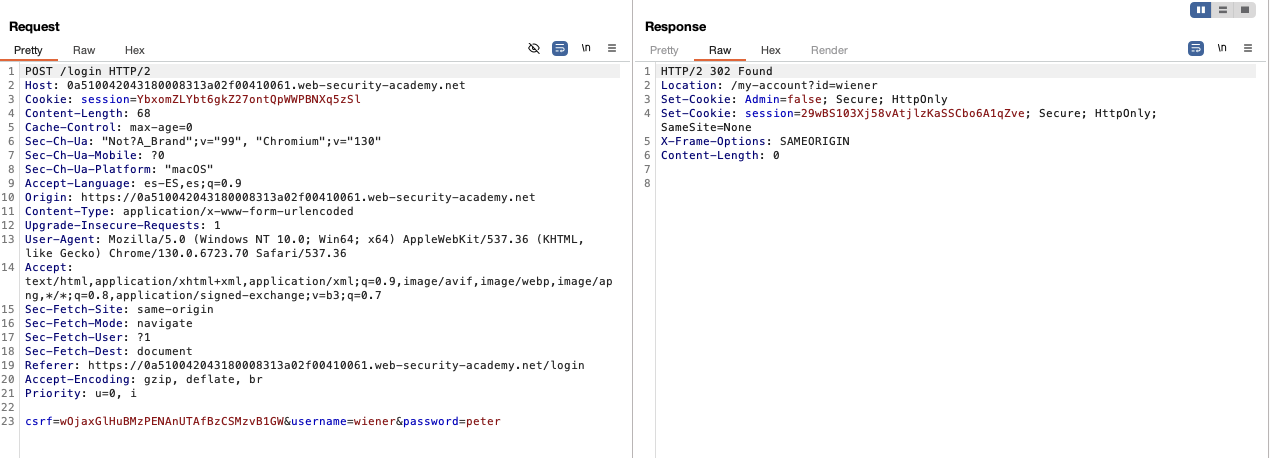 Request
Pretty Raw Hex
\n
1 POST /login HTTP/2
2 Host: 0a510042043180008313a02f00410061.web-security-academy.net
3 Cookie: session=YbxomZLYbt6gkZ27ontQpWWPBNXq5zSl
4 Content-Length: 68
5 Cache-Control: max-age=0
6 Sec-Ch-Ua: "Not?A_Brand";v="99", "Chromium";v="130"
7 Sec-Ch-Ua-Mobile: ?0
8 Sec-Ch-Ua-Platform: "macOS"
9 Accept-Language: es-ES,es;q=0.9
10 Origin: https://0a510042043180008313a02f00410061.web-security-academy.net
11 Content-Type: application/x-www-form-urlencoded
12 Upgrade-Insecure-Requests: 1
13 User-Agent: Mozilla/5.0 (Windows NT 10.0; Win64; x64) AppleWebKit/537.36 (KHTML,
like Gecko) Chrome/130.0.6723.70 Safari/537.36
14 Accept:
text/html,application/xhtml+xml,application/xml;q=0.9,image/avif,image/webp,image/ap
ng,*/*;q=0.8,application/signed-exchange;v=b3;q=0.7
15 Sec-Fetch-Site: same-origin
16 Sec-Fetch-Mode: navigate
17 Sec-Fetch-User: ?1
18 Sec-Fetch-Dest: document
19 Referer: https://0a510042043180008313a02f00410061.web-security-academy.net/login
20 Accept-Encoding: gzip, deflate, br
21 Priority: u=0, i
22
23 csrf=wOjaxGlHuBMzPENAnUTAfBzCSMzvB1GW&username=wiener&password=peter
Response
Pretty Raw Hex Render
\n
1 HTTP/2 302 Found
2 Location: /my-account?id=wiener
3 Set-Cookie: Admin=false; Secure; HttpOnly
4 Set-Cookie: session=29wBS103Xj58vAtjlzKaSSCbo6A1qZve; Secure; HttpOnly;
SameSite=None
5 X-Frame-Options: SAMEORIGIN
6 Content-Length: 0
7
8